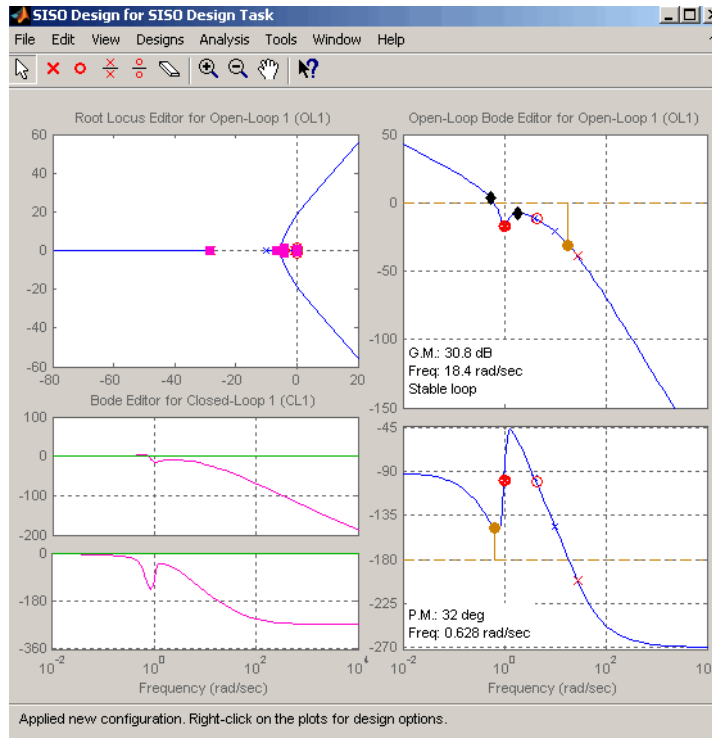 SISO Design for SISO Design Task
File Edit View Designs Analysis Tools Window Help
Root Locus Editor for Open-Loop 1 (OL1)
60
40
20
0
-20
-40
-60
-80 -60 -40 -20 0 20
Bode Editor for Closed-Loop 1 (CL1)
100
0
-100
-200
0
-180
-360
10^-2 10^0 10^2 10^4
Frequency (rad/sec)
Open-Loop Bode Editor for Open-Loop 1 (OL1)
50
0
-50
-100
-150
G.M.: 30.8 dB
Freq: 18.4 rad/sec
Stable loop
-45
-90
-135
-180
-225
-270
P.M.: 32 deg
Freq: 0.628 rad/sec
10^-2 10^0 10^2
Frequency (rad/sec)
Applied new configuration. Right-click on the plots for design options.